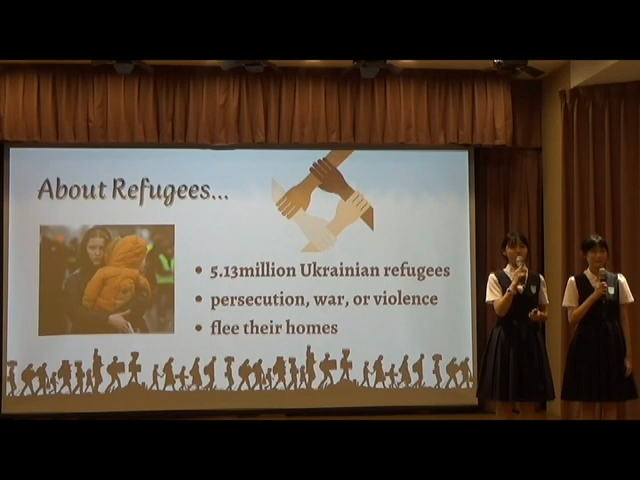 About Refugees...
5.13million Ukrainian refugees
persecution, war, or violence
flee their homes